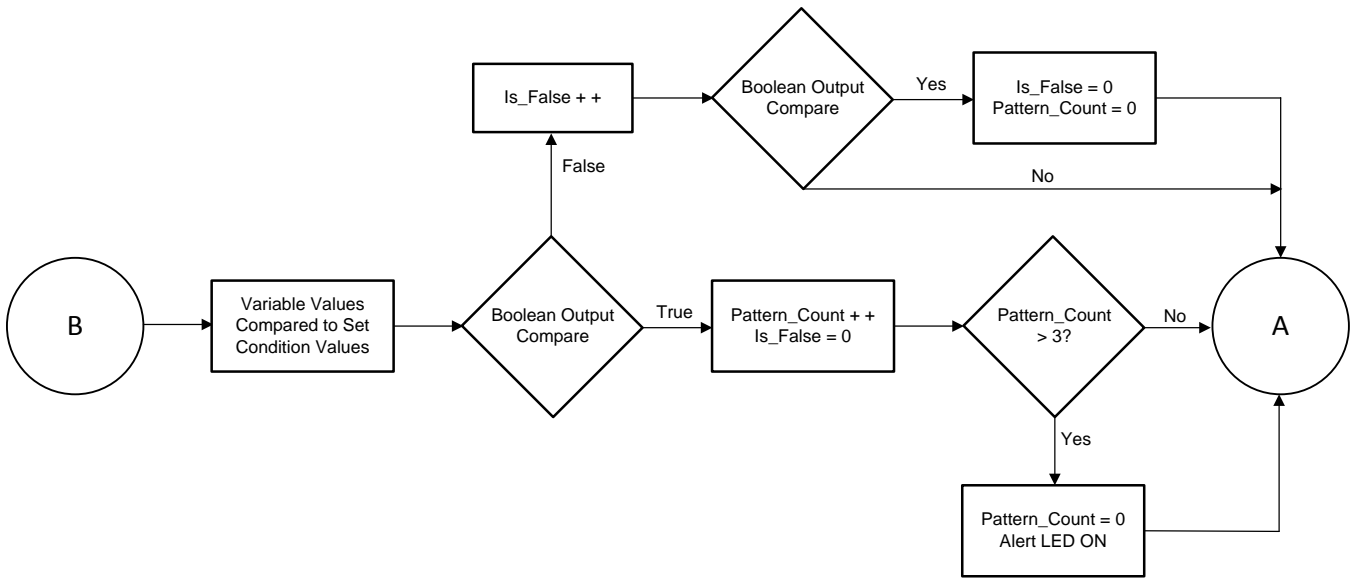 Is_False + +
Boolean Output
Compare
Yes
Is_False = 0
Pattern_Count = 0
False
No
B
Variable Values
Compared to Set
Condition Values
Boolean Output
Compare
True
Pattern_Count + +
Is_False = 0
Pattern_Count
> 3?
No
A
Yes
Pattern_Count = 0
Alert LED ON